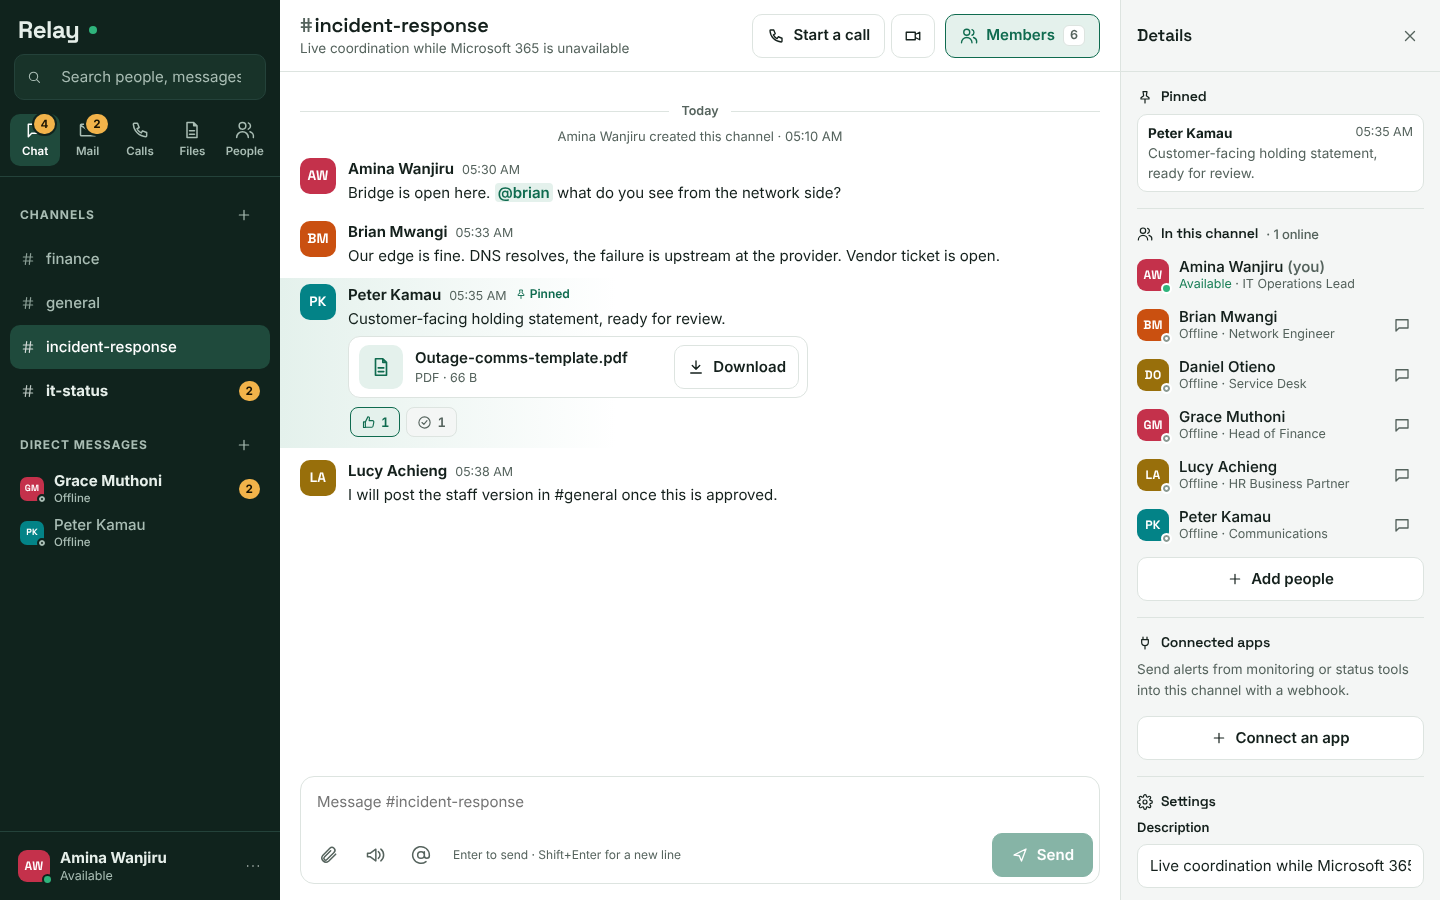 Relay
Search people, messages
4
Chat
2
Mail
Calls
Files
People
CHANNELS
# finance
# general
# incident-response
# it-status
2
DIRECT MESSAGES
GM
Grace Muthoni
Offline
2
PK
Peter Kamau
Offline
AW
Amina Wanjiru
Available
#incident-response
Live coordination while Microsoft 365 is unavailable
Start a call
Members 6
Today
Amina Wanjiru created this channel · 05:10 AM
AW
Amina Wanjiru 05:30 AM
Bridge is open here. @brian what do you see from the network side?
BM
Brian Mwangi 05:33 AM
Our edge is fine. DNS resolves, the failure is upstream at the provider. Vendor ticket is open.
PK
Peter Kamau 05:35 AM Pinned
Customer-facing holding statement, ready for review.
Outage-comms-template.pdf
PDF · 66 B
Download
1
1
LA
Lucy Achieng 05:38 AM
I will post the staff version in #general once this is approved.
Message #incident-response
Enter to send · Shift+Enter for a new line
Send
Details
Pinned
Peter Kamau 05:35 AM
Customer-facing holding statement,
ready for review.
In this channel · 1 online
AW
Amina Wanjiru (you)
Available · IT Operations Lead
BM
Brian Mwangi
Offline · Network Engineer
DO
Daniel Otieno
Offline · Service Desk
GM
Grace Muthoni
Offline · Head of Finance
LA
Lucy Achieng
Offline · HR Business Partner
PK
Peter Kamau
Offline · Communications
Add people
Connected apps
Send alerts from monitoring or status tools
into this channel with a webhook.
Connect an app
Settings
Description
Live coordination while Microsoft 365